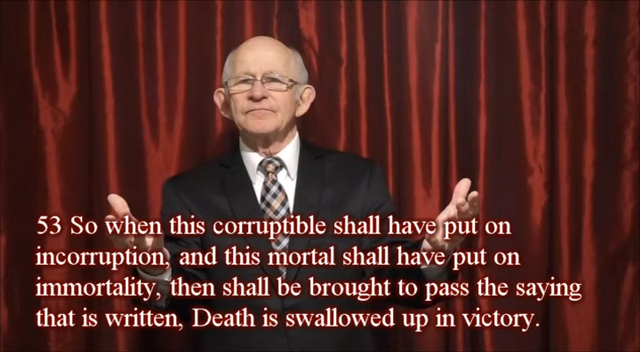 53 So when this corruptible shall have put on
incorruption, and this mortal shall have put on
immortality, then shall be brought to pass the saying
that is written, Death is swallowed up in victory.